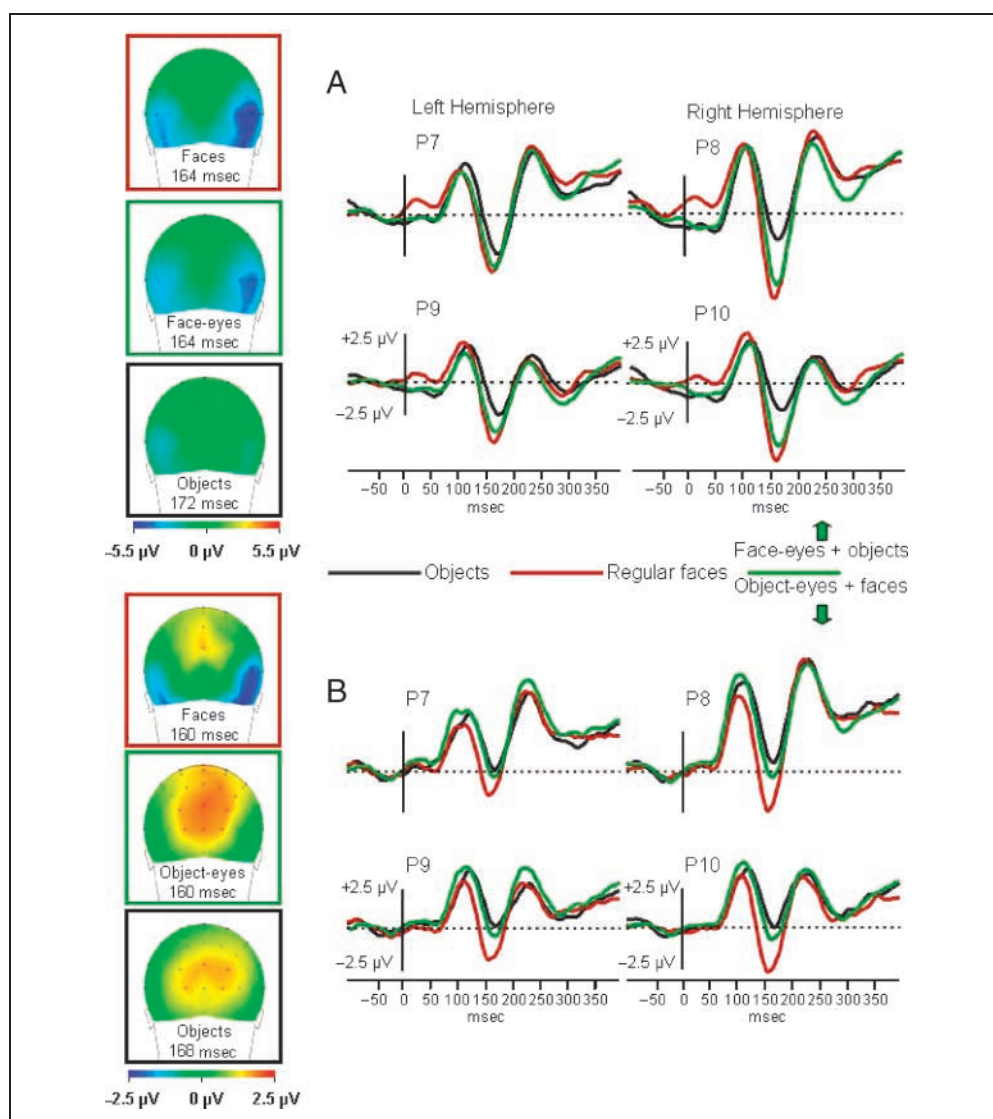 A
Left Hemisphere
Right Hemisphere
P7
P8
Faces
164 msec
Face-eyes
164 msec
P9
P10
+2.5 µV
+2.5 µV
−2.5 µV
−2.5 µV
Objects
172 msec
−50 0 50 100 150 200 250 300 350
msec
−50 0 50 100 150 200 250 300 350
msec
−5.5 µV 0 µV 5.5 µV
Objects
Regular faces
Face-eyes + objects
Object-eyes + faces
B
P7
P8
Faces
160 msec
Object-eyes
160 msec
P9
P10
+2.5 µV
+2.5 µV
−2.5 µV
−2.5 µV
Objects
168 msec
−50 0 50 100 150 200 250 300 350
msec
−50 0 50 100 150 200 250 300 350
msec
−2.5 µV 0 µV 2.5 µV